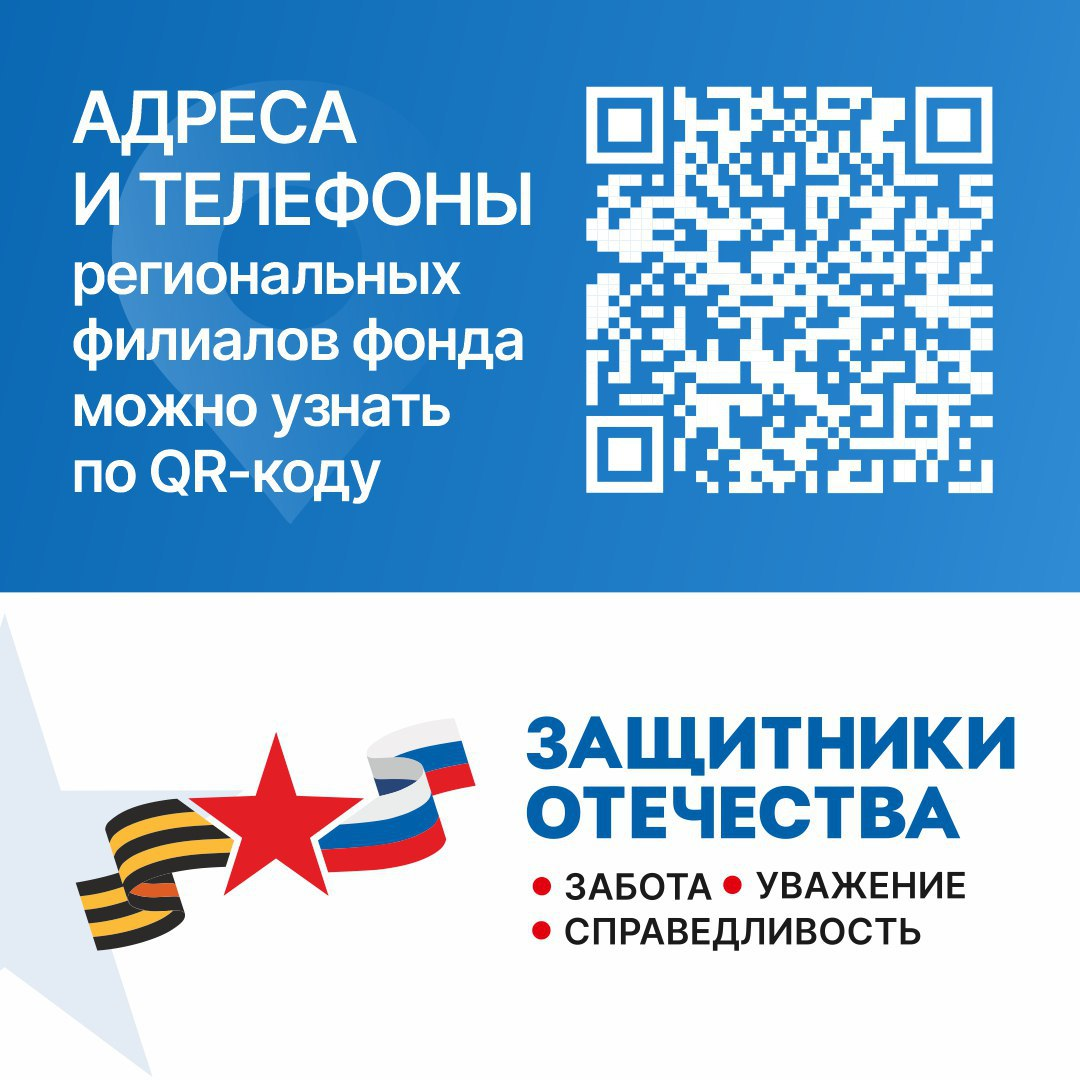 АДРЕСА
И ТЕЛЕФОНЫ
региональных
филиалов фонда
можно узнать
по QR-коду
ЗАЩИТНИКИ
ОТЕЧЕСТВА
• ЗАБОТА • УВАЖЕНИЕ
• СПРАВЕДЛИВОСТЬ